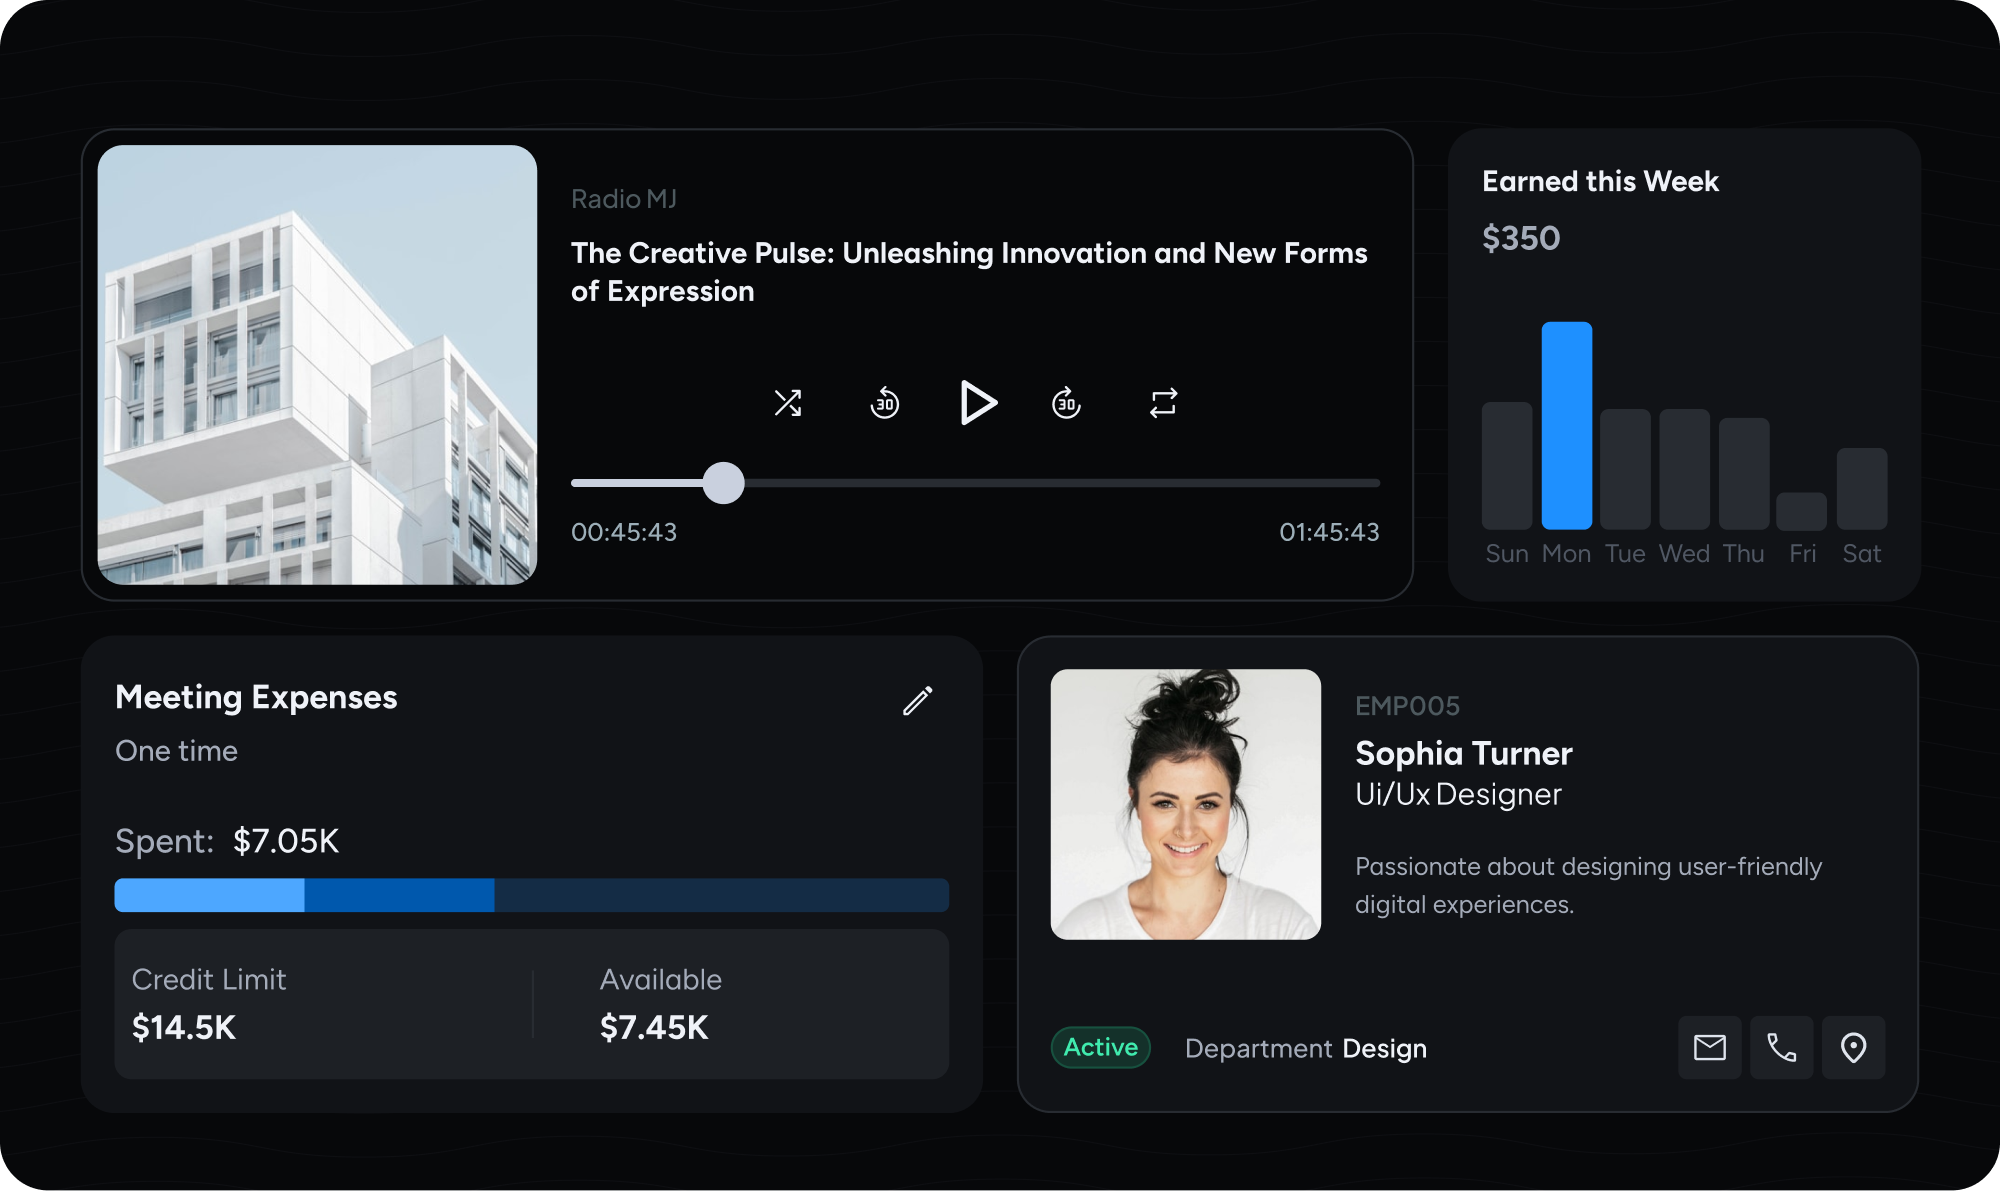 Radio MJ
The Creative Pulse: Unleashing Innovation and New Forms
of Expression
30
30
00:45:43
01:45:43
Earned this Week
$350
Sun Mon Tue Wed Thu Fri Sat
Meeting Expenses
One time
Spent: $7.05K
Credit Limit
$14.5K
Available
$7.45K
EMP005
Sophia Turner
Ui/Ux Designer
Passionate about designing user-friendly
digital experiences.
Active
Department Design